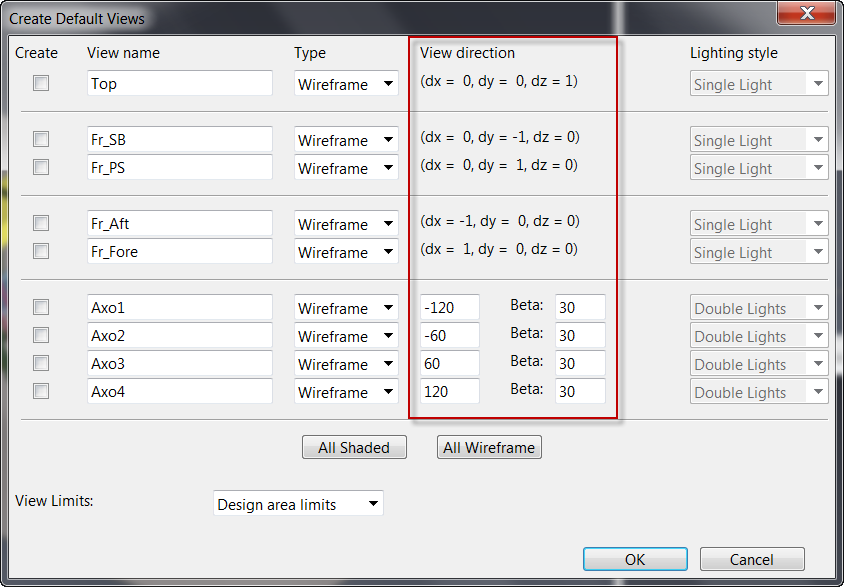 Create Default Views
Create View name Type View direction Lighting style
Top Wireframe (dx = 0, dy = 0, dz = 1) Single Light
Fr_SB Wireframe (dx = 0, dy = -1, dz = 0) Single Light
Fr_PS Wireframe (dx = 0, dy = 1, dz = 0) Single Light
Fr_Aft Wireframe (dx = -1, dy = 0, dz = 0) Single Light
Fr_Fore Wireframe (dx = 1, dy = 0, dz = 0) Single Light
Axo1 Wireframe -120 Beta: 30 Double Lights
Axo2 Wireframe -60 Beta: 30 Double Lights
Axo3 Wireframe 60 Beta: 30 Double Lights
Axo4 Wireframe 120 Beta: 30 Double Lights
All Shaded All Wireframe
View Limits: Design area limits
OK Cancel